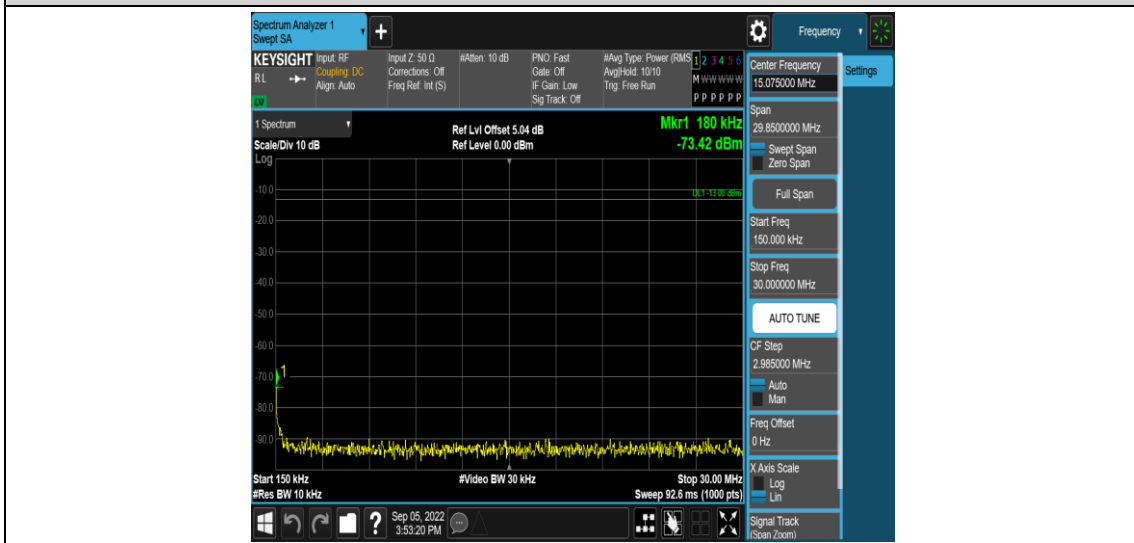 Spectrum Analyzer 1
Swept SA
+
Frequency
KEYSIGHT
RL
Input: RF
Coupling: DC
Align: Auto
Input Z: 50 Ω
Corrections: Off
Freq Ref: Int (S)
#Atten: 10 dB
PNO: Fast
Gate: Off
IF Gain: Low
Sig Track: Off
#Avg Type: Power (RMS
Avg|Hold: 10/10
Trig: Free Run
1 2 3 4 5 6
M W W W W W
P P P P P P
Center Frequency
15.075000 MHz
Settings
Span
29.8500000 MHz
Swept Span
Zero Span
Full Span
Start Freq
150.000 kHz
Stop Freq
30.000000 MHz
AUTO TUNE
CF Step
2.985000 MHz
Auto
Man
Freq Offset
0 Hz
X Axis Scale
Log
Lin
Signal Track
(Span Zoom)
1 Spectrum
Scale/Div 10 dB
Log
Ref Lvl Offset 5.04 dB
Ref Level 0.00 dBm
Mkr1 180 kHz
-73.42 dBm
DL1 -13.00 dBm
-10.0
-20.0
-30.0
-40.0
-50.0
-60.0
-70.0
1
-80.0
-90.0
Start 150 kHz
#Video BW 30 kHz
Stop 30.00 MHz
#Res BW 10 kHz
Sweep 92.6 ms (1000 pts)
?
Sep 05, 2022
3:53:20 PM